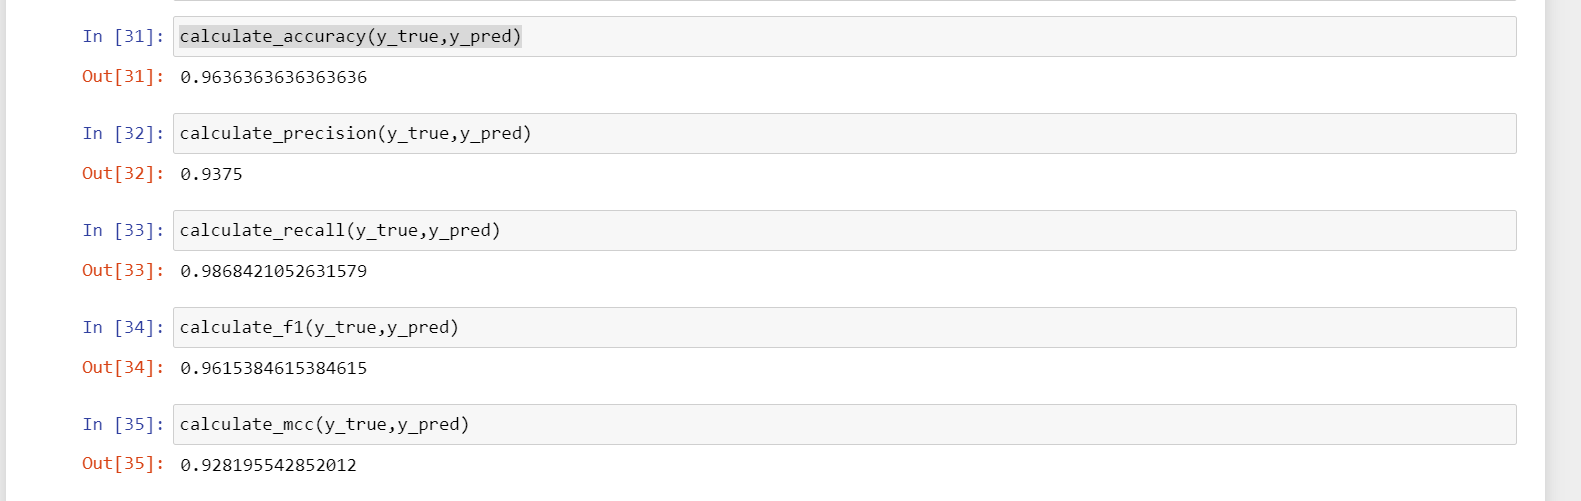 In [31]: calculate_accuracy(y_true,y_pred)
Out[31]: 0.9636363636363636
In [32]: calculate_precision(y_true,y_pred)
Out[32]: 0.9375
In [33]: calculate_recall(y_true,y_pred)
Out[33]: 0.9868421052631579
In [34]: calculate_f1(y_true,y_pred)
Out[34]: 0.9615384615384615
In [35]: calculate_mcc(y_true,y_pred)
Out[35]: 0.928195542852012